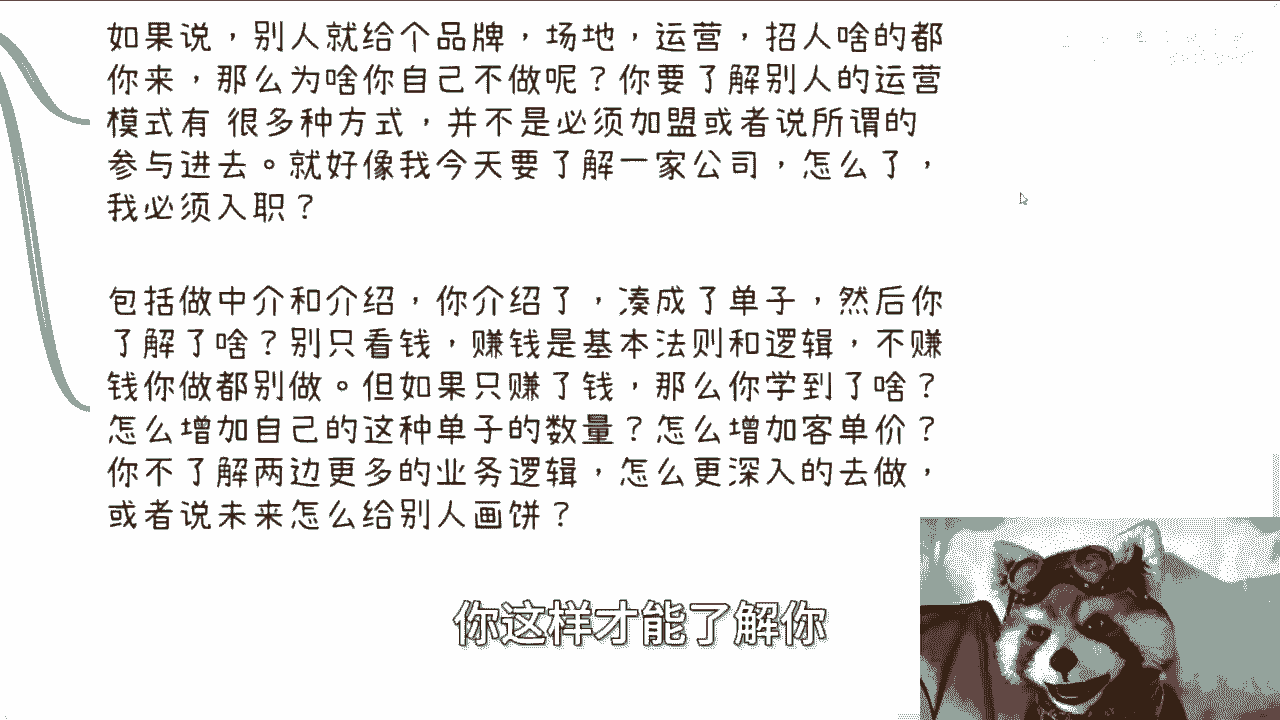 如果说，别人就给个品牌，场地，运营，招人啥的都
你来，那么为啥你自己不做呢？你要了解别人的运营
模式有 很多种方式，并不是必须加盟或者说所谓的
参与进去。就好像我今天要了解一家公司，怎么了，
我必须入职？
包括做中介和介绍，你介绍了，凑成了单子，然后你
了解了啥？别只看钱，赚钱是基本法则和逻辑，不赚
钱你做都别做。但如果只赚了钱，那么你学到了啥？
怎么增加自己的这种单子的数量？怎么增加客单价？
你不了解两边更多的业务逻辑，怎么更深入的去做，
或者说未来怎么给别人画饼？
你这样才能了解你